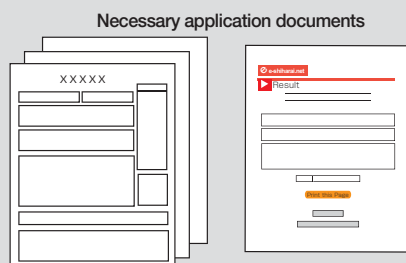 Necessary application documents
XXXXX
e-shiharai.net
Result
Print this Page